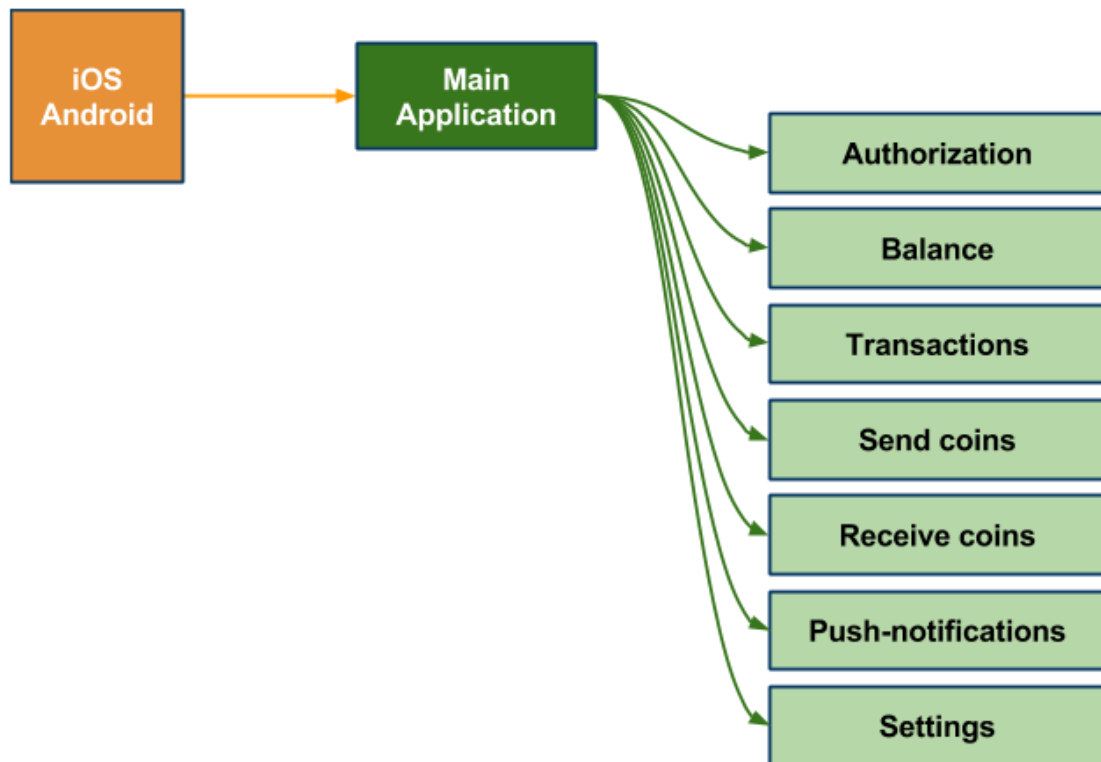 iOS
Android
Main
Application
Authorization
Balance
Transactions
Send coins
Receive coins
Push-notifications
Settings